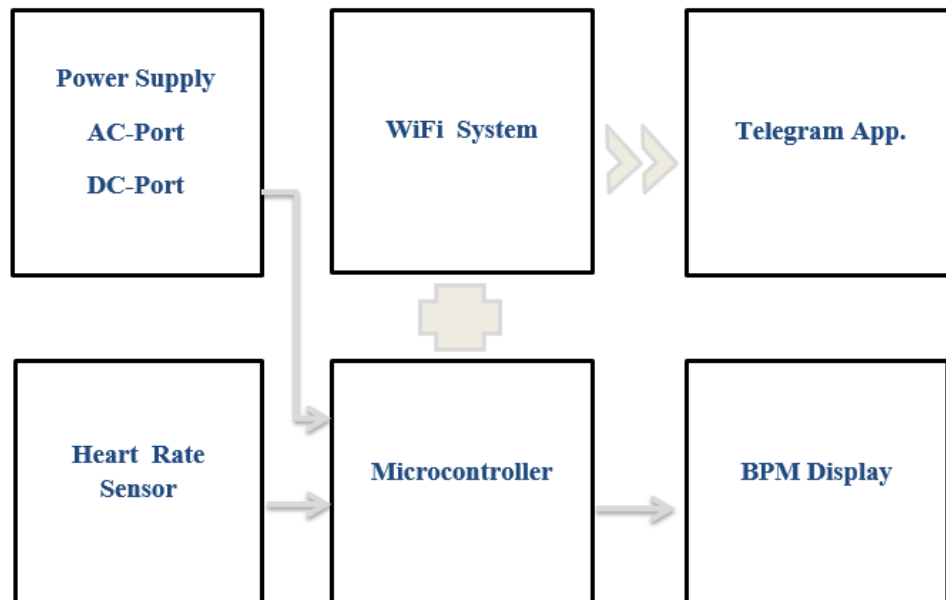 Power Supply
AC-Port
DC-Port
WiFi System
Telegram App.
Heart Rate
Sensor
Microcontroller
BPM Display